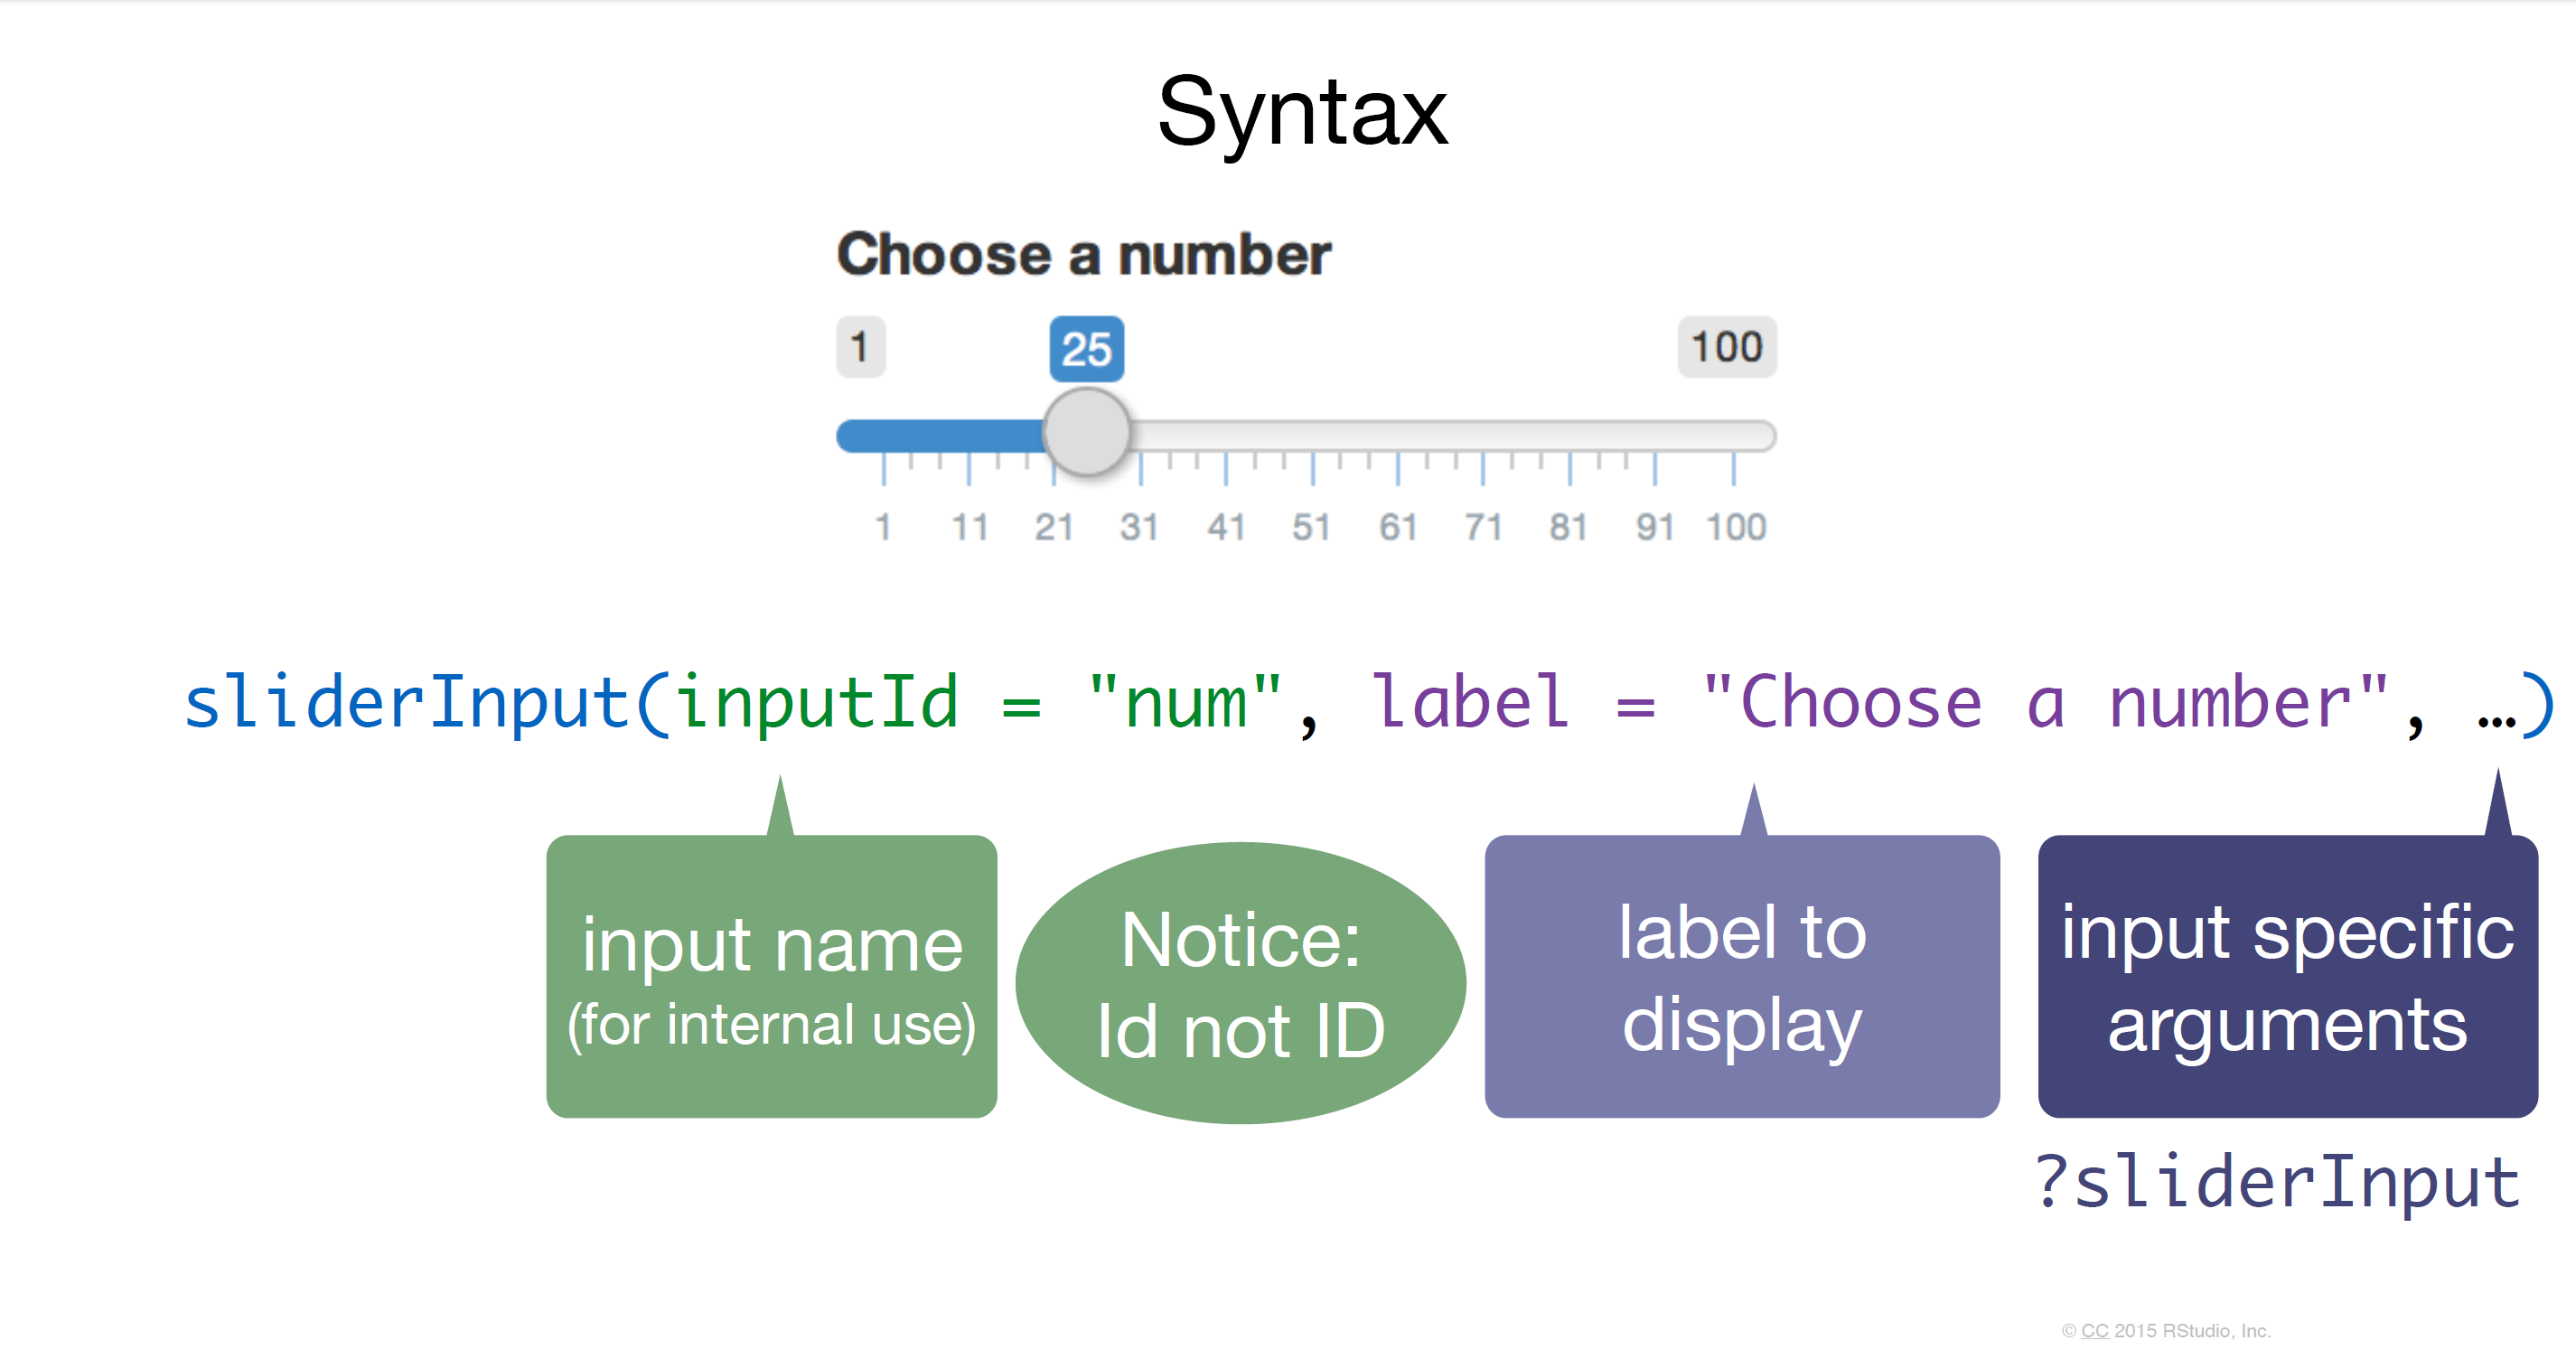 Syntax
Choose a number
1 25 100
1 11 21 31 41 51 61 71 81 91 100
sliderInput(inputId = "num", label = "Choose a number", …)
input name
(for internal use)
Notice:
Id not ID
label to
display
input specific
arguments
?sliderInput
© CC 2015 RStudio, Inc.